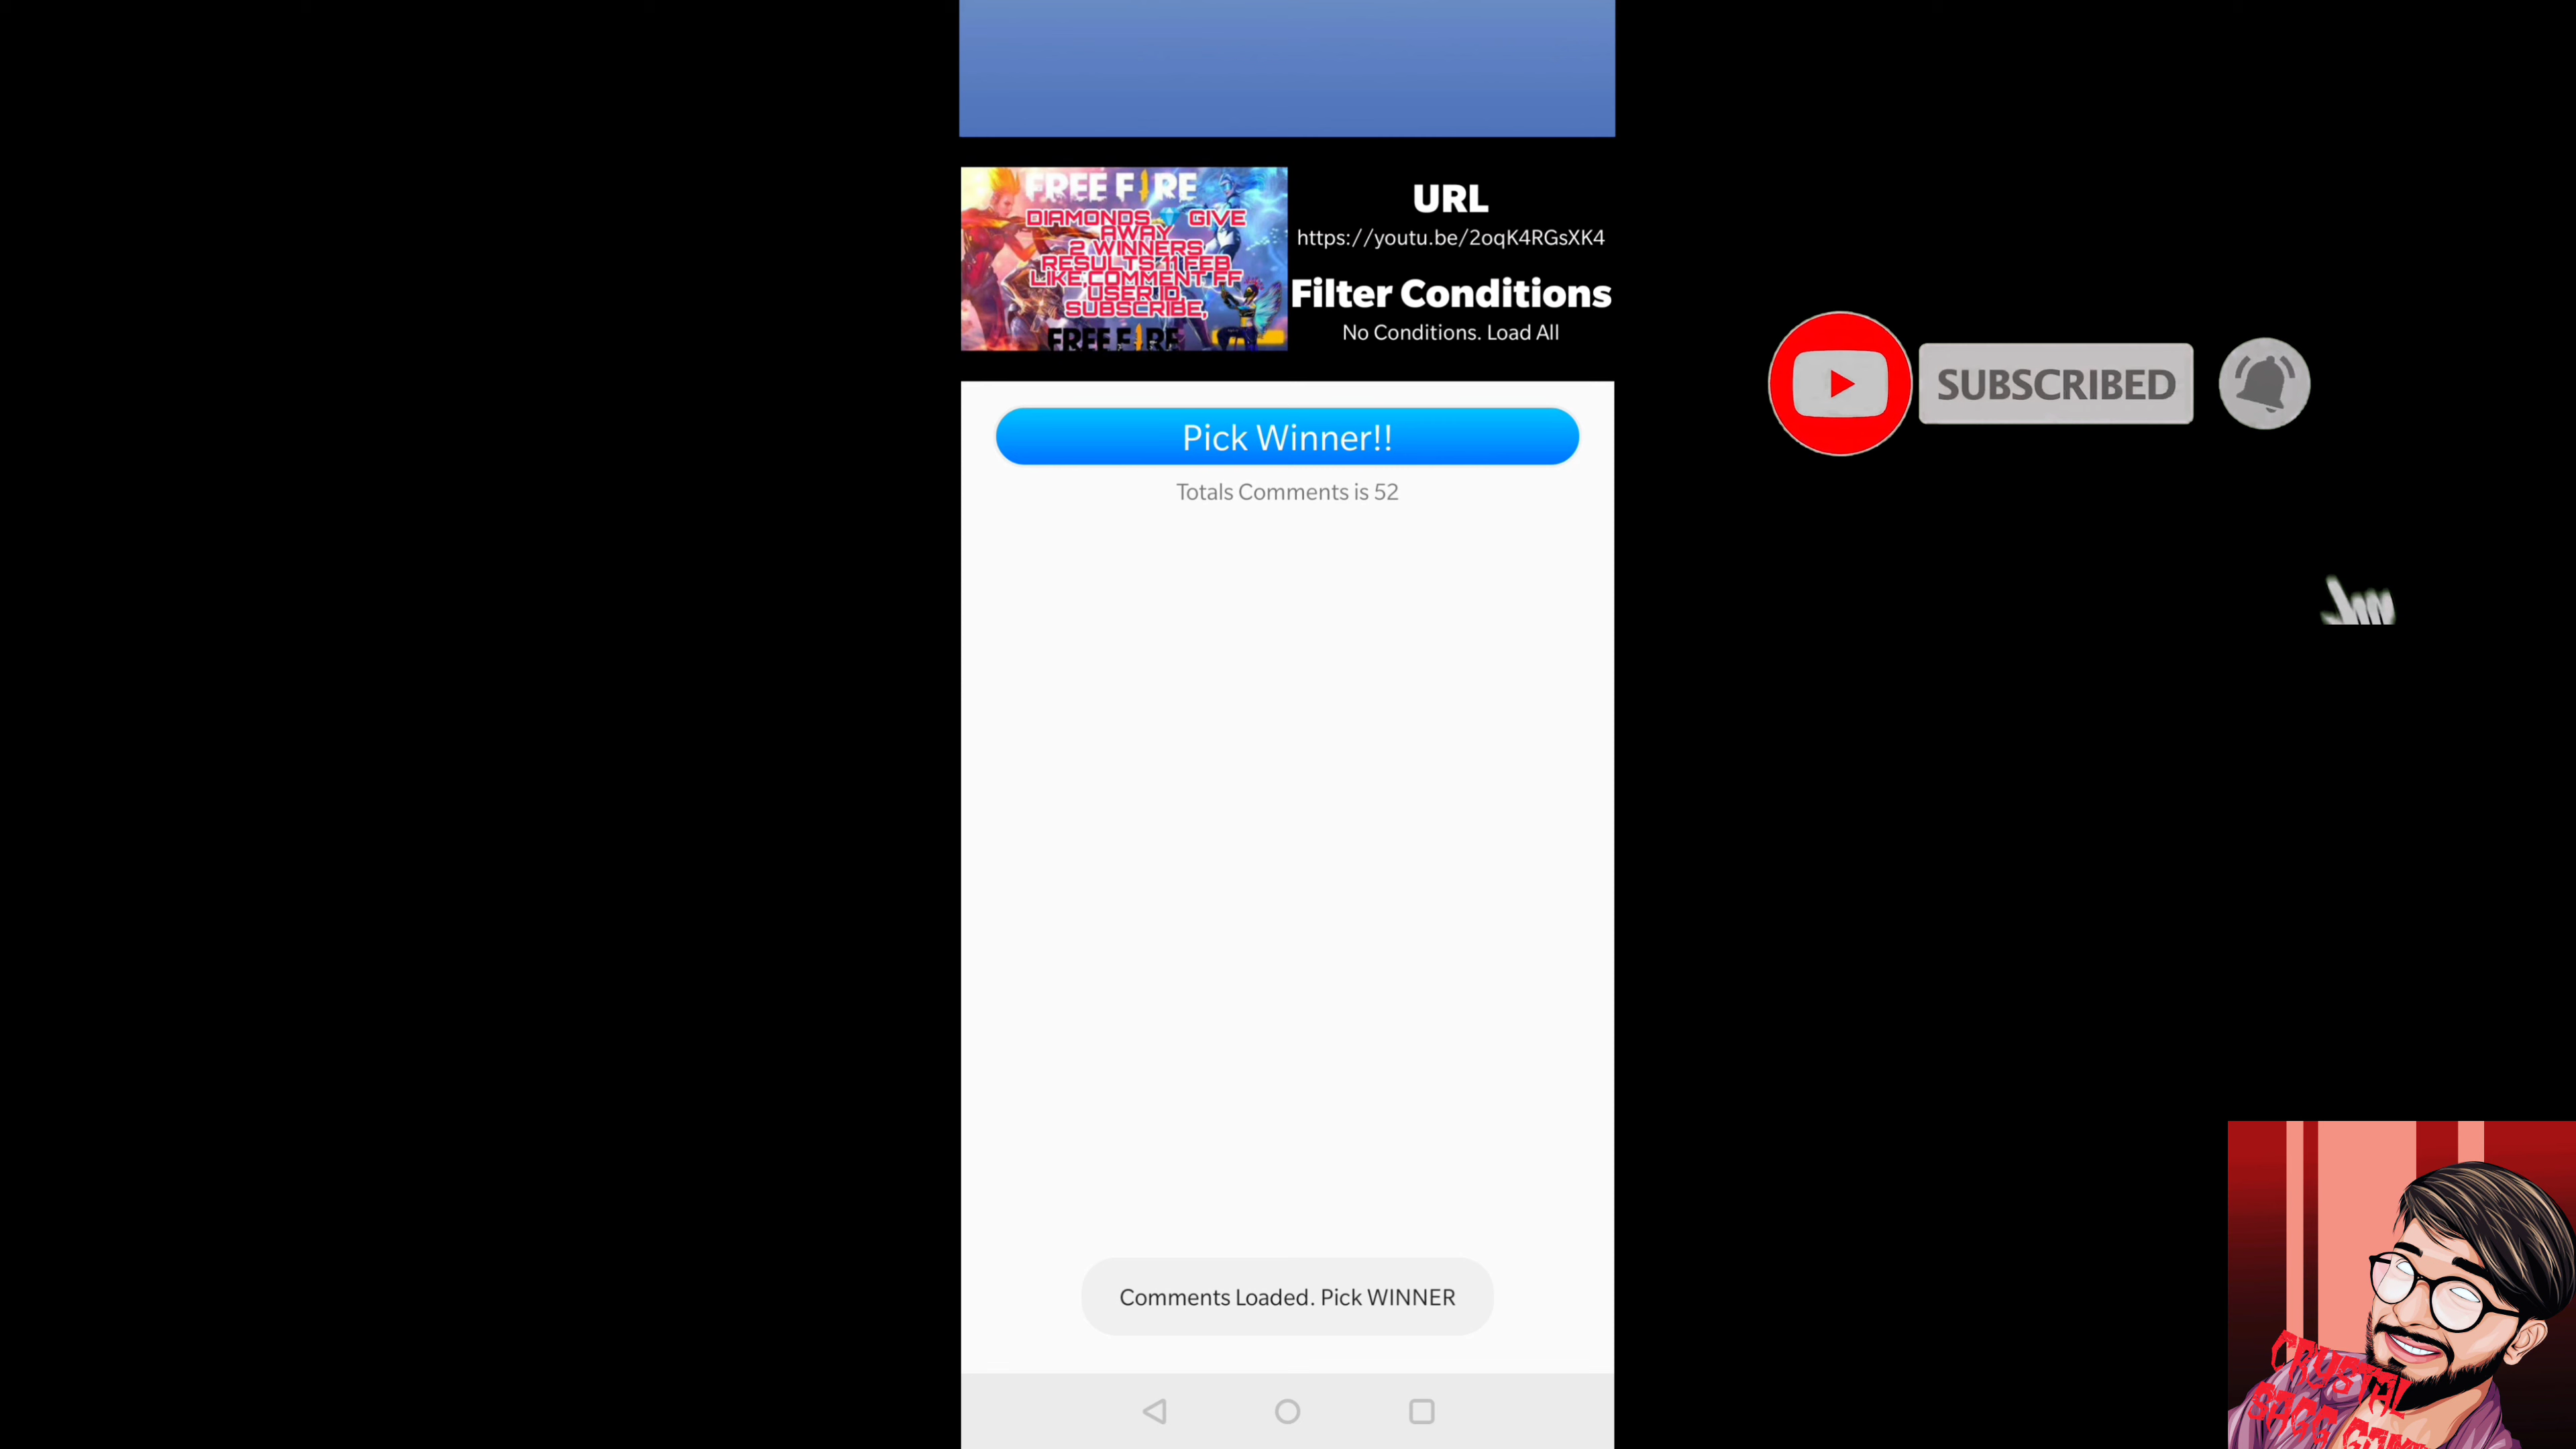 FREE FIRE
DIAMONDS GIVE
AWAY
2 WINNERS
RESULTS 11 FEB
LIKE,COMMENT FF
USER ID,
SUBSCRIBE,
FREE FIRE
URL
https://youtu.be/2oqK4RGsXK4
Filter Conditions
No Conditions. Load All
Pick Winner!!
Totals Comments is 52
Comments Loaded. Pick WINNER
SUBSCRIBED
CRYSTAL
SAGG